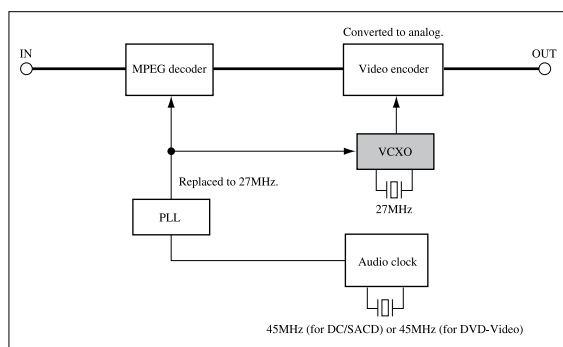 Converted to analog.
IN
OUT
MPEG decoder
Video encoder
VCXO
Replaced to 27MHz.
27MHz
PLL
Audio clock
45MHz (for DC/SACD) or 45MHz (for DVD-Video)